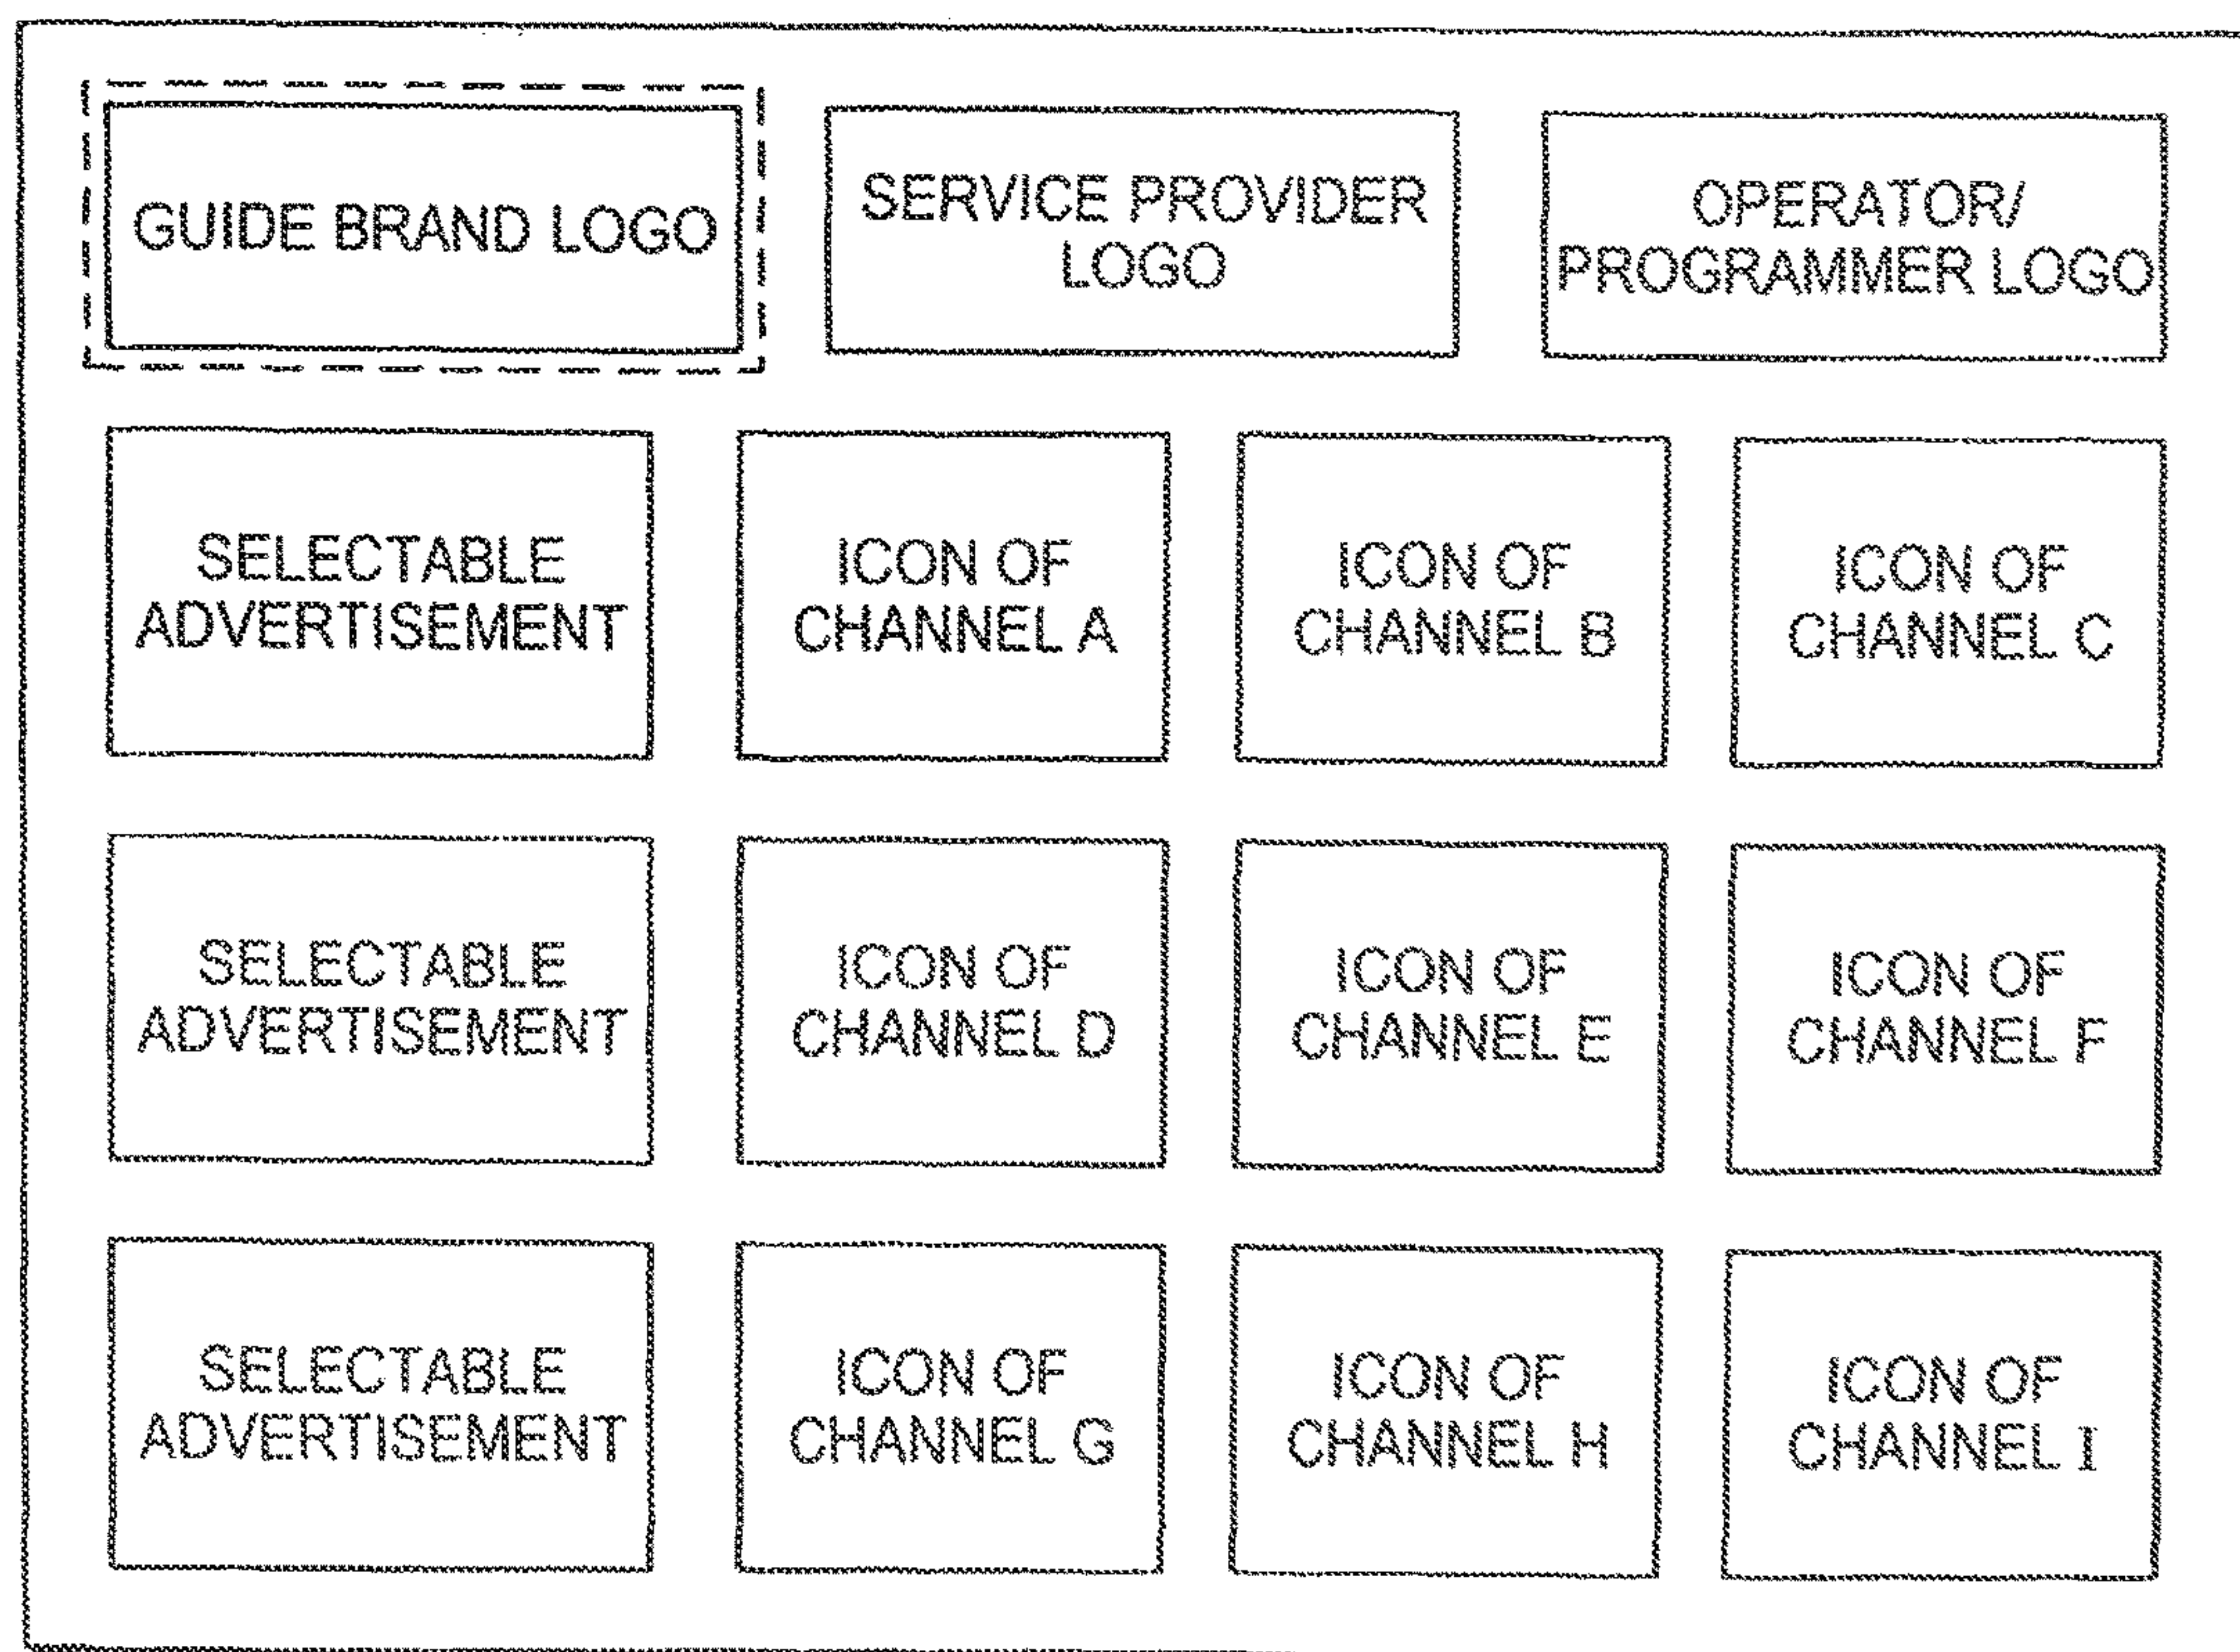 GUIDE BRAND LOGO
SERVICE PROVIDER
LOGO
OPERATOR/
PROGRAMMER LOGO
SELECTABLE
ADVERTISEMENT
ICON OF
CHANNEL A
ICON OF
CHANNEL B
ICON OF
CHANNEL C
SELECTABLE
ADVERTISEMENT
ICON OF
CHANNEL D
ICON OF
CHANNEL E
ICON OF
CHANNEL F
SELECTABLE
ADVERTISEMENT
ICON OF
CHANNEL G
ICON OF
CHANNEL H
ICON OF
CHANNEL I